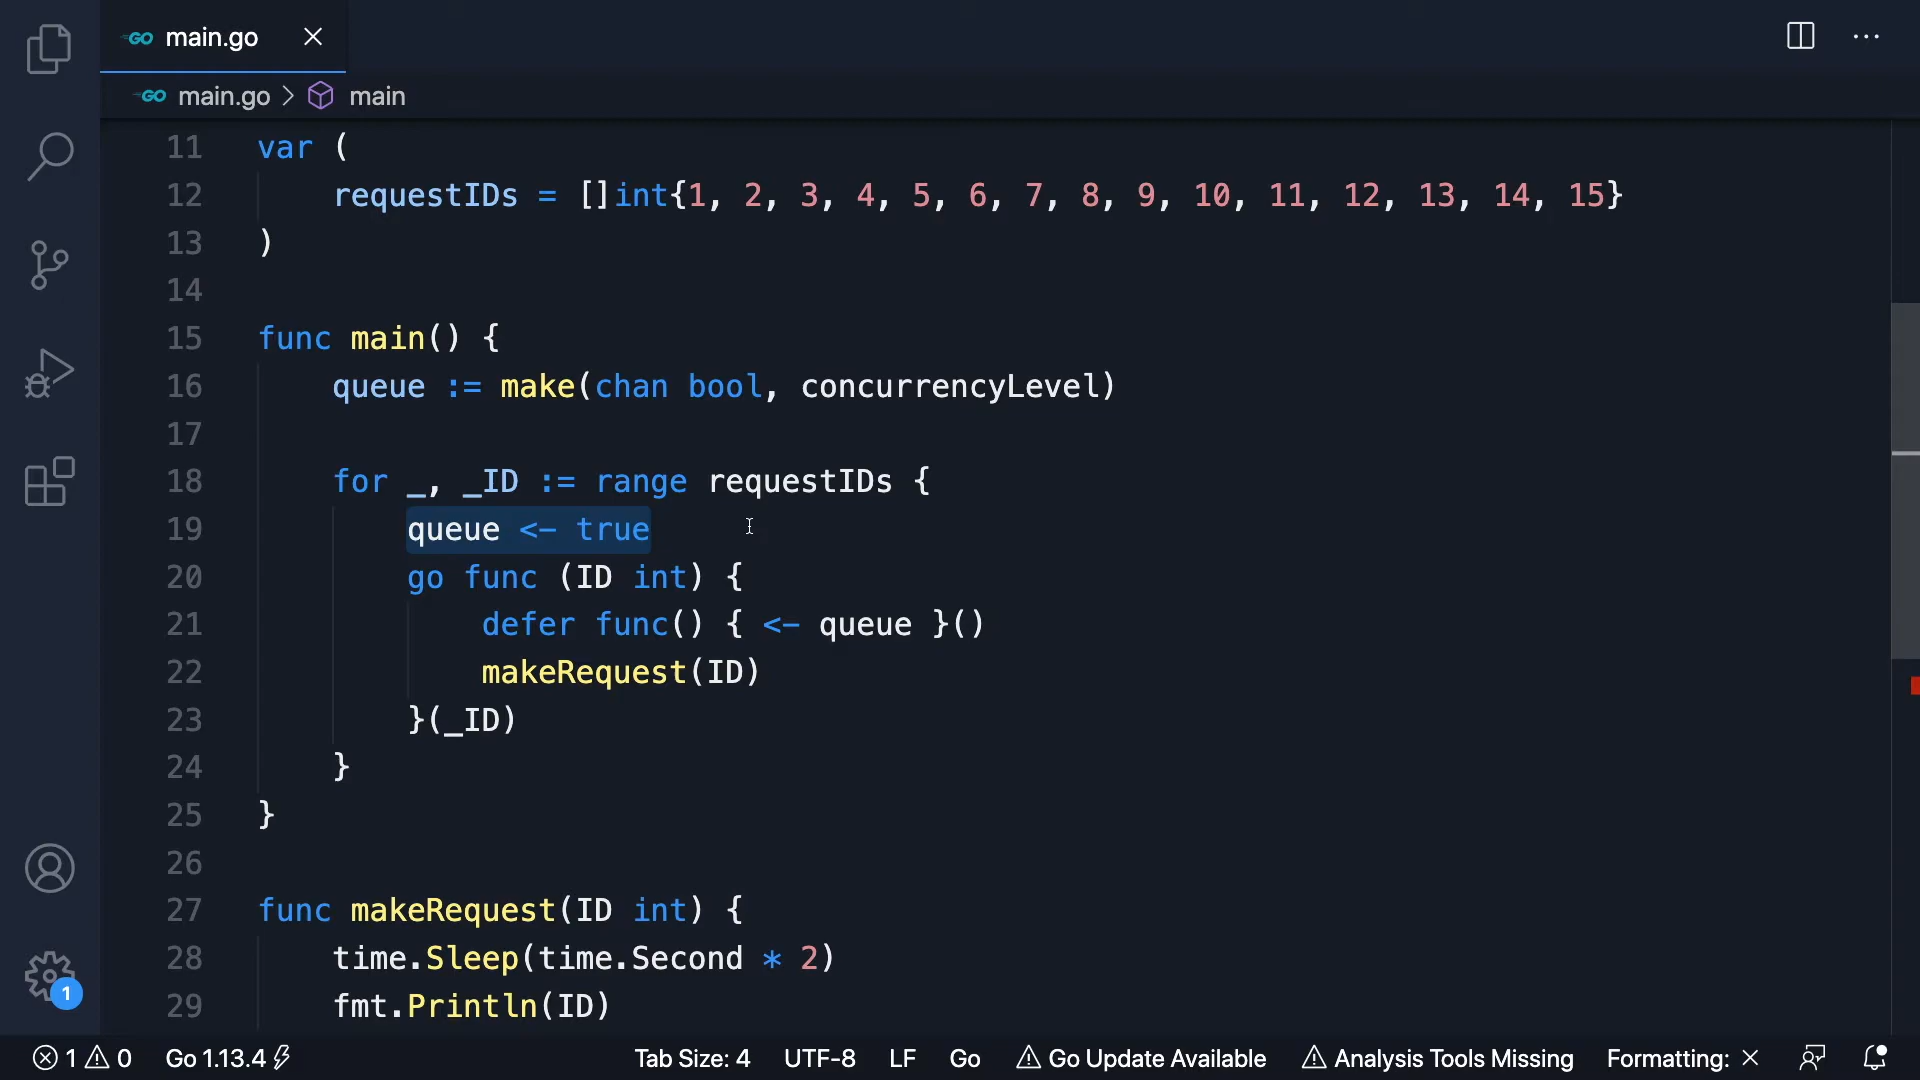 GO main.go
GO main.go > main
11 var (
12     requestIDs = []int{1, 2, 3, 4, 5, 6, 7, 8, 9, 10, 11, 12, 13, 14, 15}
13 )
14
15 func main() {
16     queue := make(chan bool, concurrencyLevel)
17
18     for _, _ID := range requestIDs {
19         queue <- true
20         go func (ID int) {
21             defer func() { <- queue }()
22             makeRequest(ID)
23         }(_ID)
24     }
25 }
26
27 func makeRequest(ID int) {
28     time.Sleep(time.Second * 2)
29     fmt.Println(ID)
1
1 0 Go 1.13.4 Tab Size: 4 UTF-8 LF Go Go Update Available Analysis Tools Missing Formatting: ×